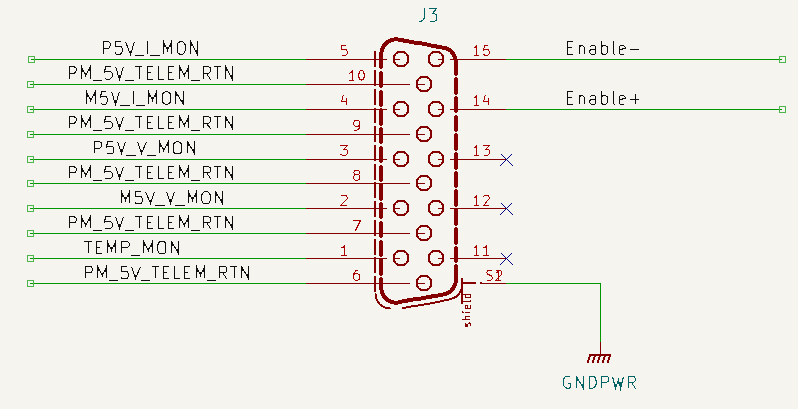 J3
P5V_I_MON 5 15 Enable-
PM_5V_TELEM_RTN 10
M5V_I_MON 4 14 Enable+
PM_5V_TELEM_RTN 9
P5V_V_MON 3 13
PM_5V_TELEM_RTN 8
M5V_V_MON 2 12
PM_5V_TELEM_RTN 7
TEMP_MON 1 11
PM_5V_TELEM_RTN 6
shield
GNDPWR